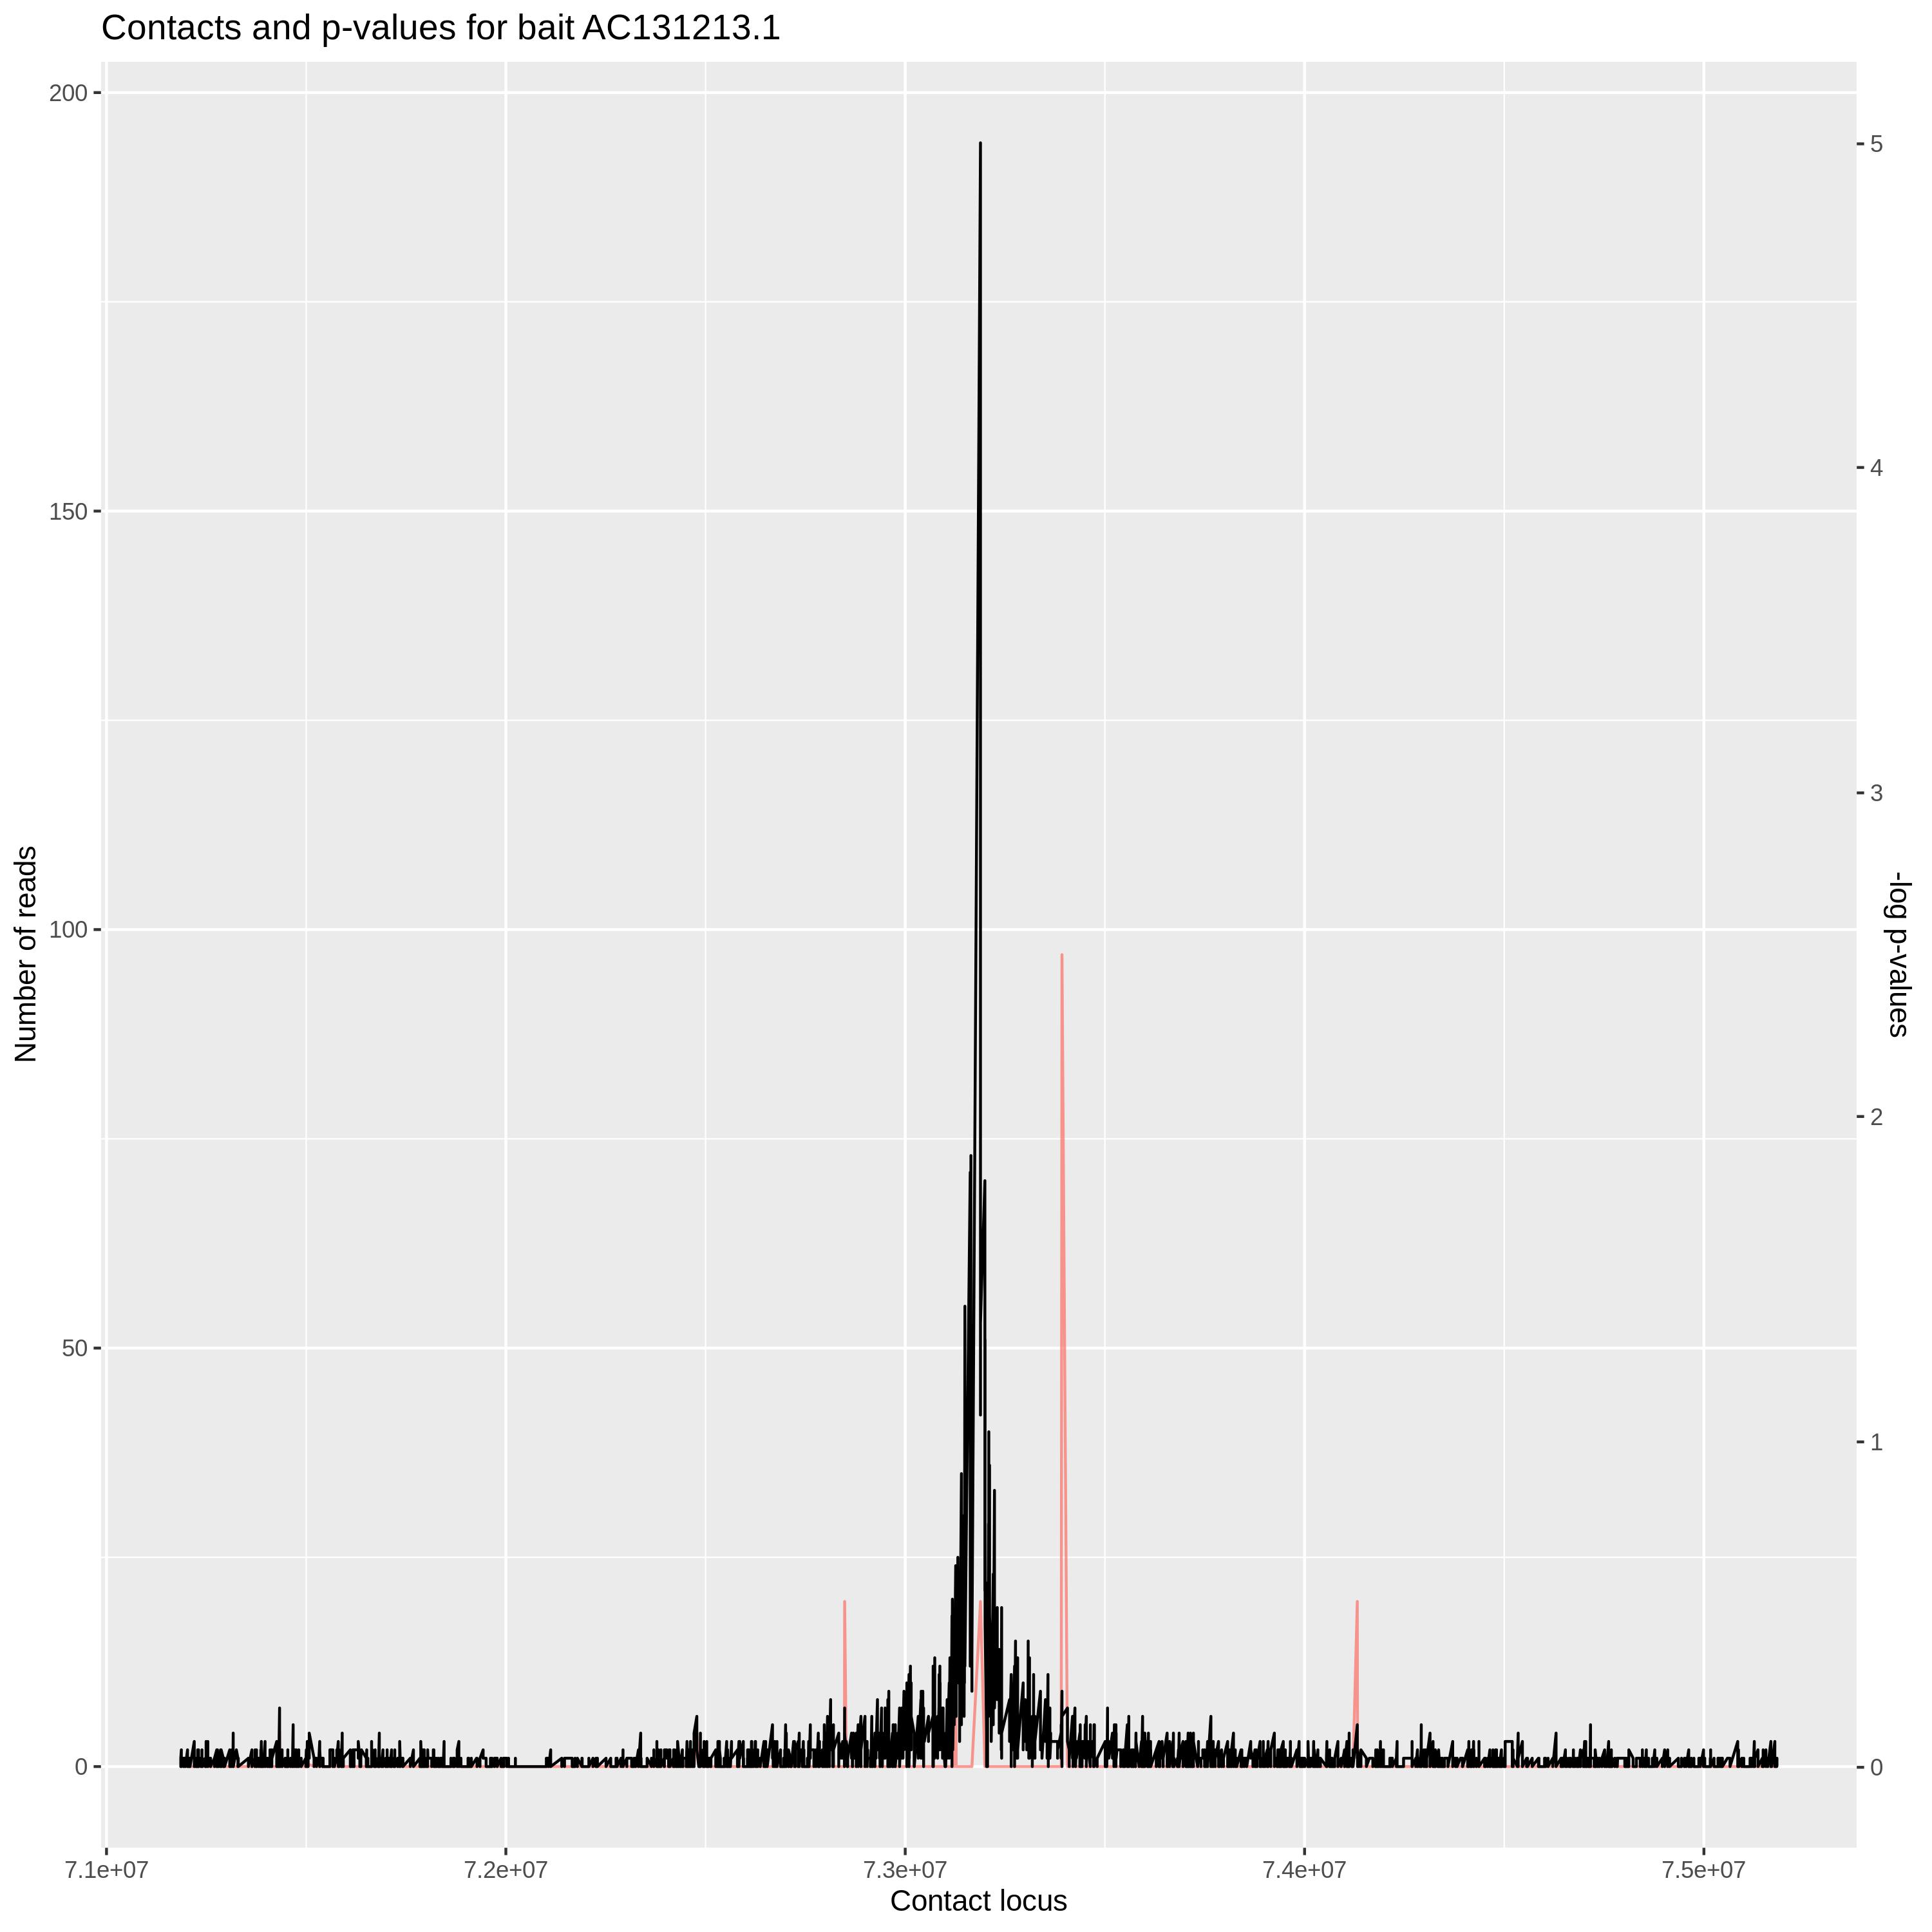 Contacts and p-values for bait AC131213.1
200
150
100
50
0
Number of reads
5
4
3
2
1
0
-log p-values
7.1e+07
7.2e+07
7.3e+07
7.4e+07
7.5e+07
Contact locus